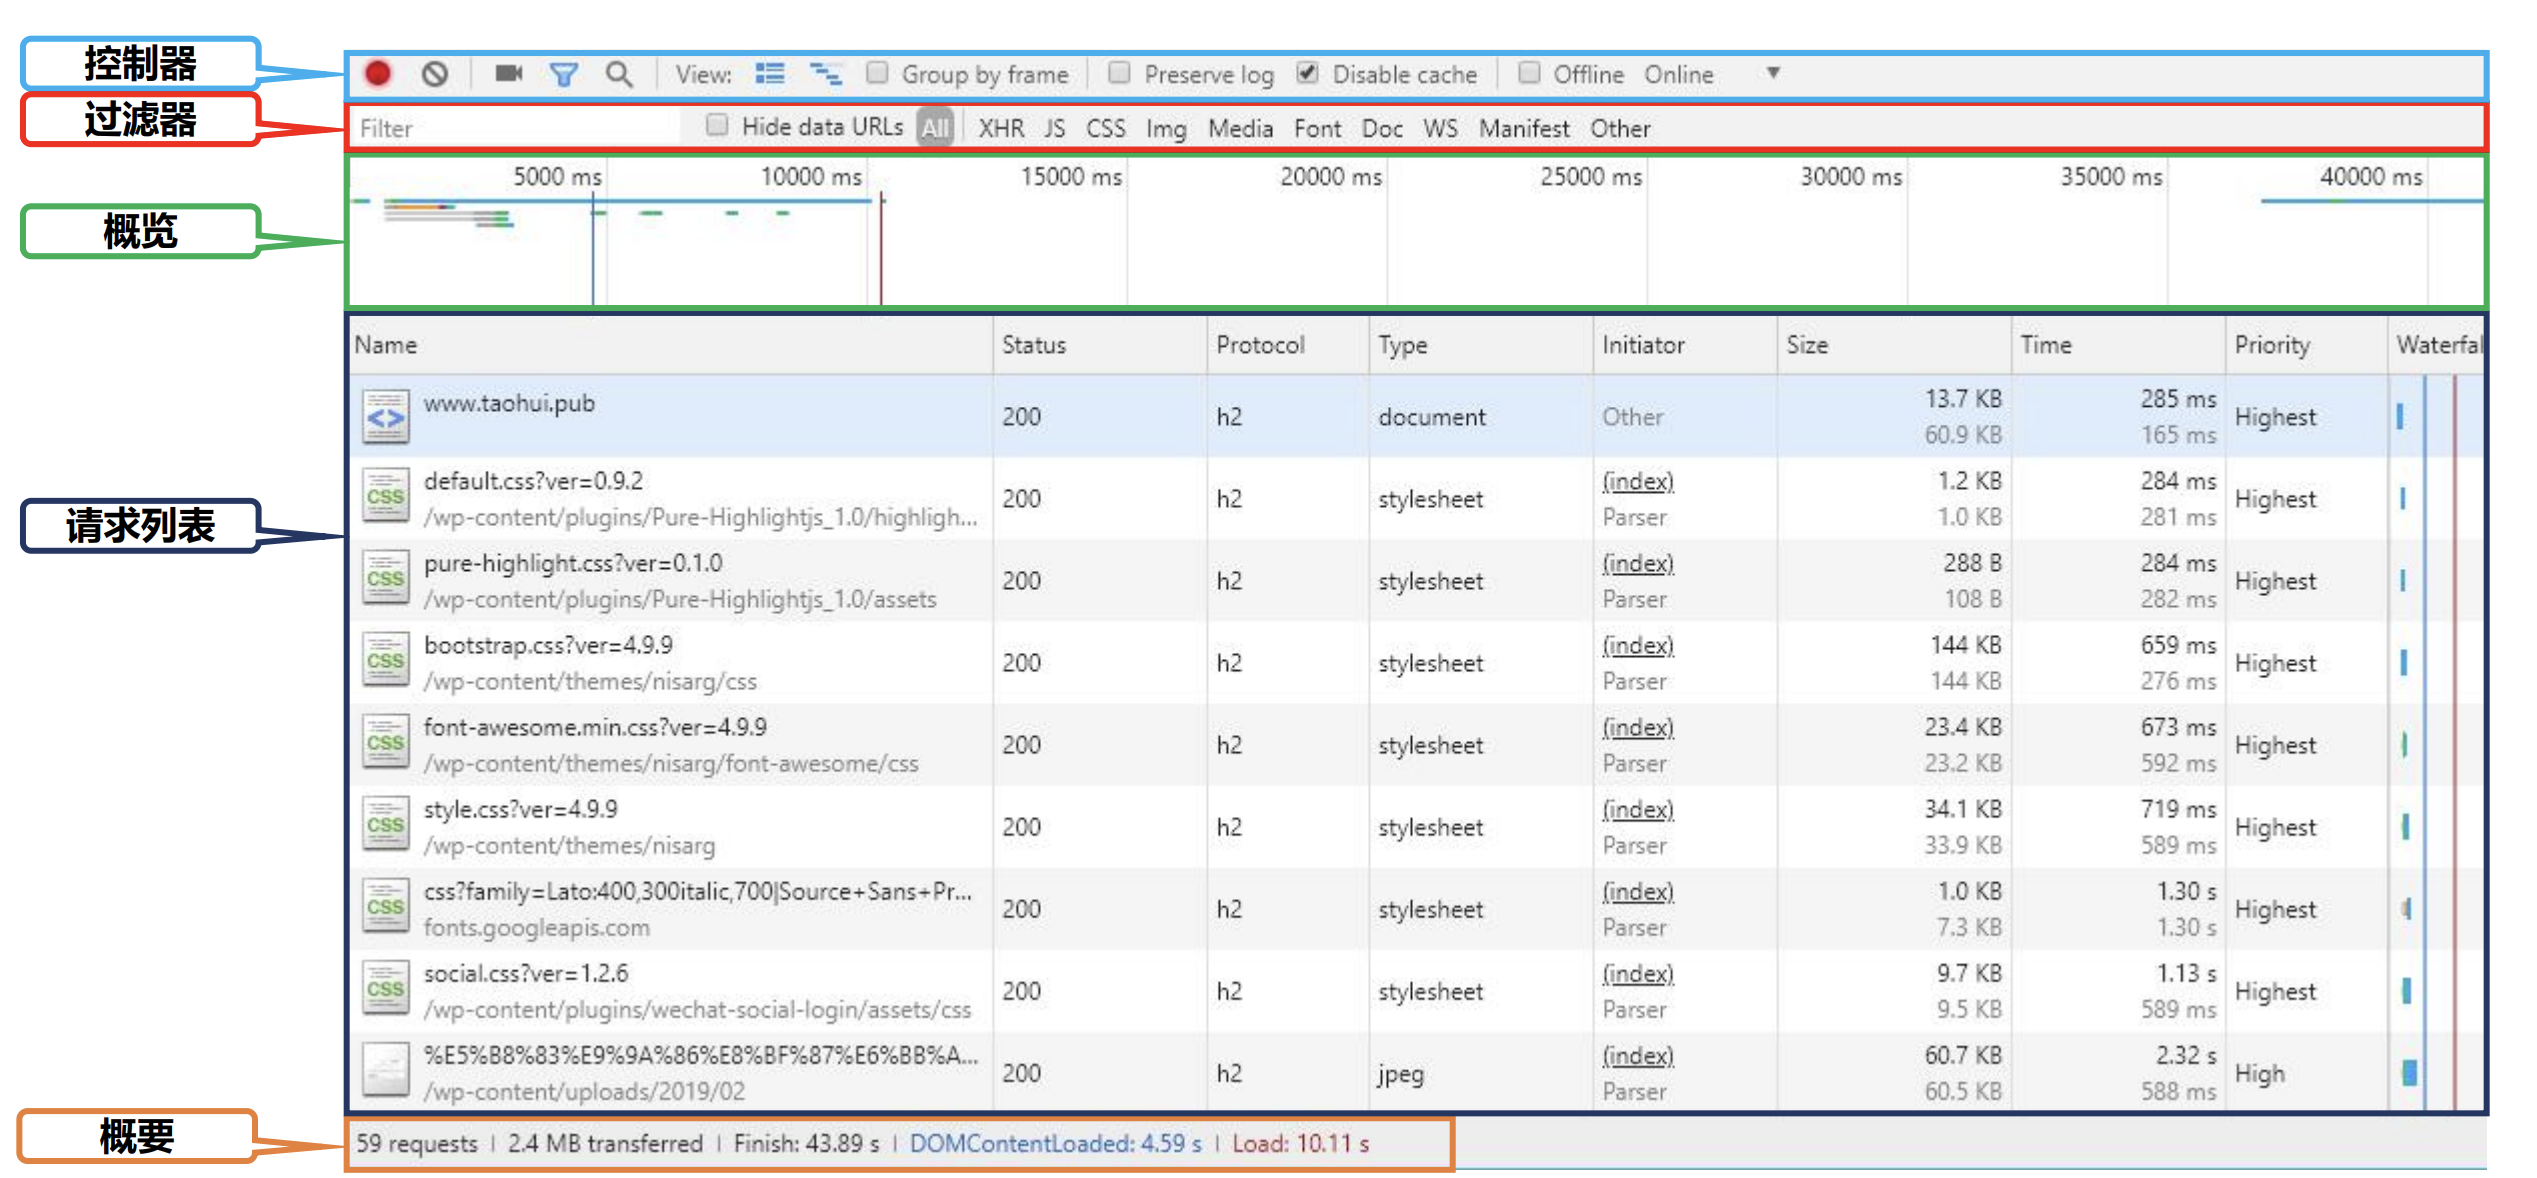 控制器
View: Group by frame Preserve log Disable cache Offline Online
过滤器
Filter Hide data URLs All XHR JS CSS Img Media Font Doc WS Manifest Other
概览
5000 ms 10000 ms 15000 ms 20000 ms 25000 ms 30000 ms 35000 ms 40000 ms
请求列表
Name Status Protocol Type Initiator Size Time Priority Waterfal
www.taohui.pub 200 h2 document Other 13.7 KB 285 ms Highest
60.9 KB 165 ms
CSS default.css?ver=0.9.2 200 h2 stylesheet (index) 1.2 KB 284 ms Highest
/wp-content/plugins/Pure-Highlightjs_1.0/highligh... Parser 1.0 KB 281 ms
CSS pure-highlight.css?ver=0.1.0 200 h2 stylesheet (index) 288 B 284 ms Highest
/wp-content/plugins/Pure-Highlightjs_1.0/assets Parser 108 B 282 ms
CSS bootstrap.css?ver=4.9.9 200 h2 stylesheet (index) 144 KB 659 ms Highest
/wp-content/themes/nisarg/css Parser 144 KB 276 ms
CSS font-awesome.min.css?ver=4.9.9 200 h2 stylesheet (index) 23.4 KB 673 ms Highest
/wp-content/themes/nisarg/font-awesome/css Parser 23.2 KB 592 ms
CSS style.css?ver=4.9.9 200 h2 stylesheet (index) 34.1 KB 719 ms Highest
/wp-content/themes/nisarg Parser 33.9 KB 589 ms
CSS css?family=Lato:400,300italic,700|Source+Sans+Pr... 200 h2 stylesheet (index) 1.0 KB 1.30 s Highest
fonts.googleapis.com Parser 7.3 KB 1.30 s
CSS social.css?ver=1.2.6 200 h2 stylesheet (index) 9.7 KB 1.13 s Highest
/wp-content/plugins/wechat-social-login/assets/css Parser 9.5 KB 589 ms
%E5%B8%83%E9%9A%86%E8%BF%87%E6%BB%A... 200 h2 jpeg (index) 60.7 KB 2.32 s High
/wp-content/uploads/2019/02 Parser 60.5 KB 588 ms
概要
59 requests | 2.4 MB transferred | Finish: 43.89 s | DOMContentLoaded: 4.59 s | Load: 10.11 s